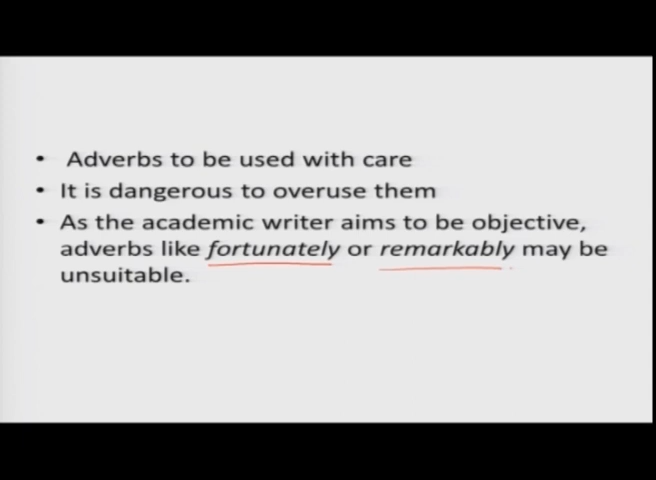 • Adverbs to be used with care
• It is dangerous to overuse them
• As the academic writer aims to be objective,
adverbs like fortunately or remarkably may be
unsuitable.